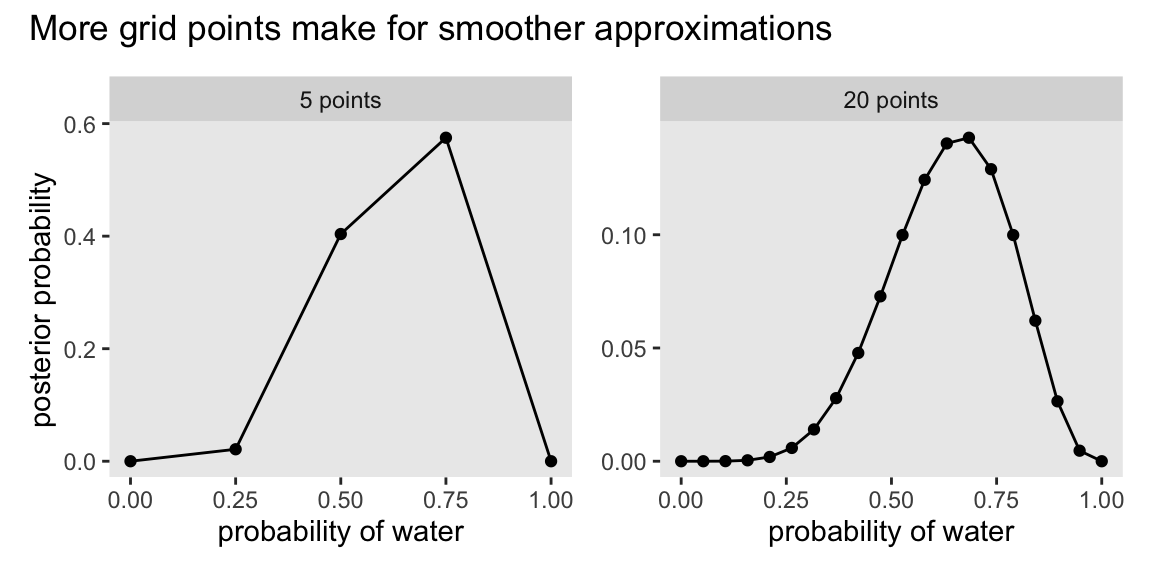 More grid points make for smoother approximations
5 points
20 points
posterior probability
0.6
0.4
0.2
0.0
0.00 0.25 0.50 0.75 1.00
probability of water
0.10
0.05
0.00
0.00 0.25 0.50 0.75 1.00
probability of water